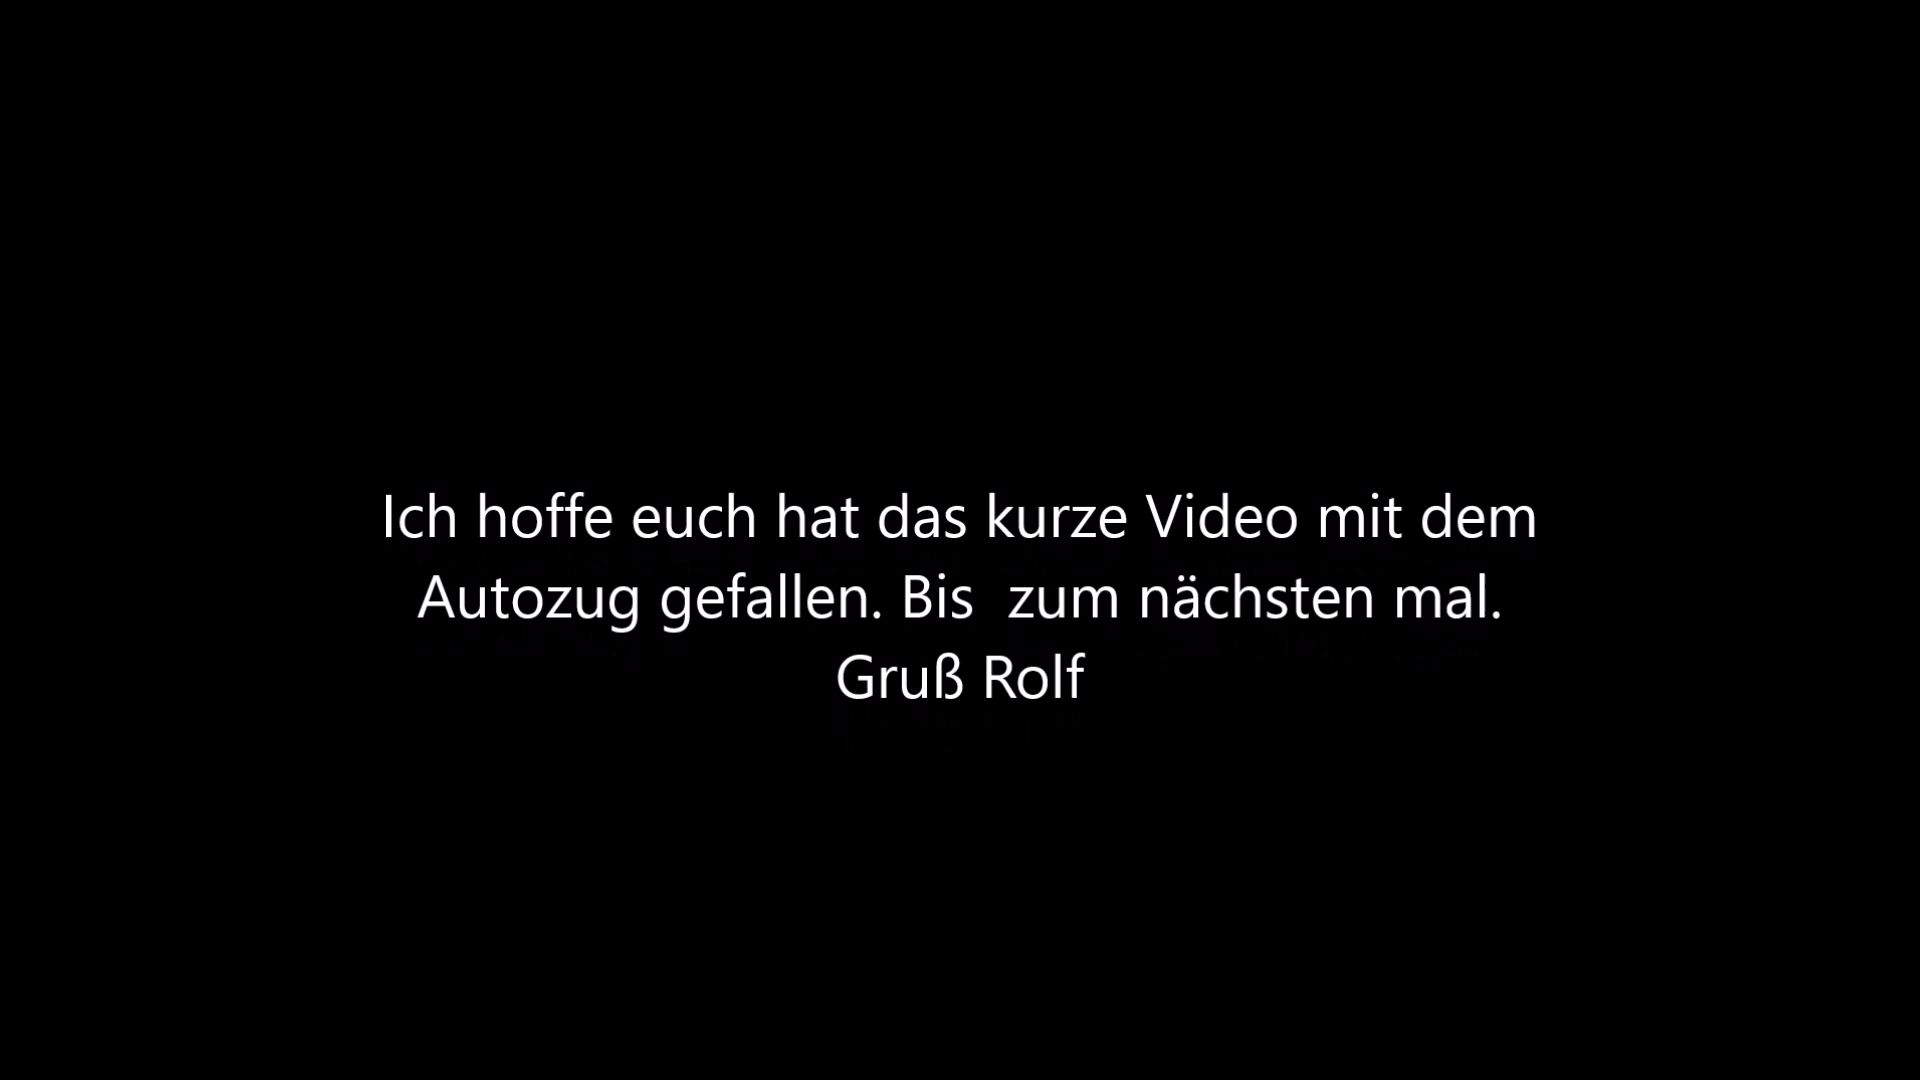 Ich hoffe euch hat das kurze Video mit dem
Autozug gefallen. Bis  zum nächsten mal.
Gruß Rolf